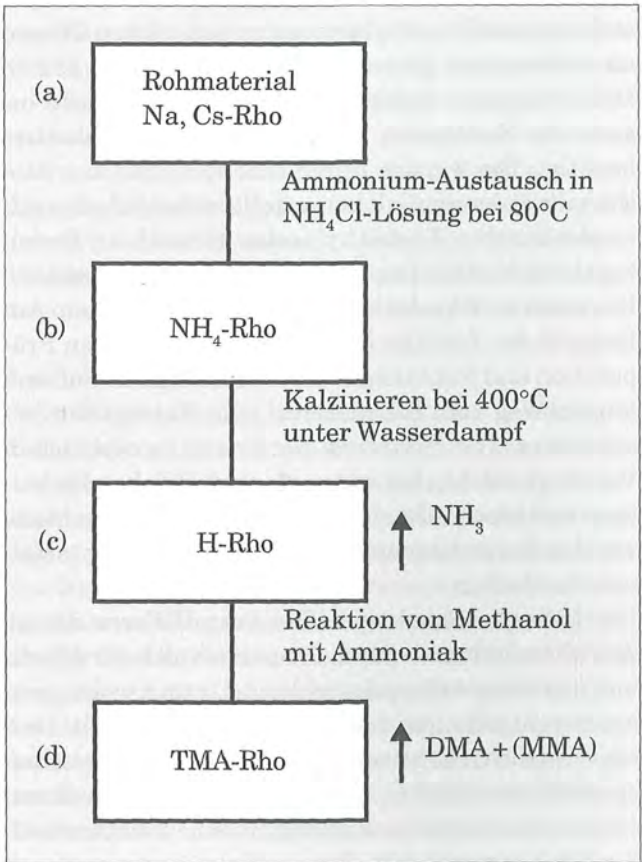 (a)
Rohmaterial
Na, Cs-Rho
Ammonium-Austausch in
NH₄Cl-Lösung bei 80°C
(b)
NH₄-Rho
Kalzinieren bei 400°C
unter Wasserdampf
(c)
H-Rho
NH₃
Reaktion von Methanol
mit Ammoniak
(d)
TMA-Rho
DMA + (MMA)